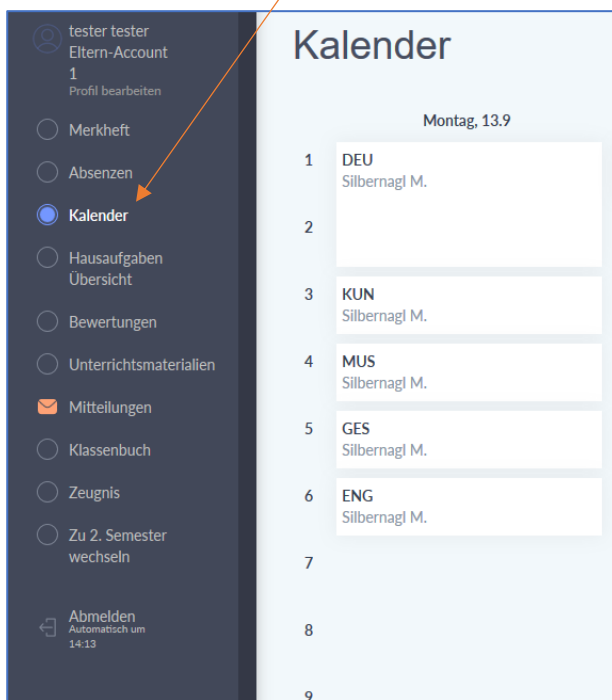 tester tester
Eltern-Account
1
Profil bearbeiten
Merkheft
Absenzen
Kalender
Hausaufgaben
Übersicht
Bewertungen
Unterrichtsmaterialien
Mitteilungen
Klassenbuch
Zeugnis
Zu 2. Semester
wechseln
Abmelden
Automatisch um
14:13
Kalender
Montag, 13.9
1 DEU
Silbernagl M.
2
3 KUN
Silbernagl M.
4 MUS
Silbernagl M.
5 GES
Silbernagl M.
6 ENG
Silbernagl M.
7
8
9